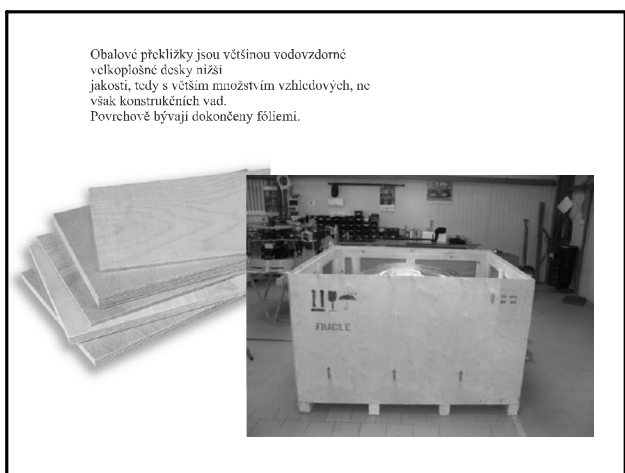 Obalové překližky jsou většinou vodovzdorné
velkoplošné desky nižší
jakosti, tedy s větším množstvím vzhledových, ne
však konstrukčních vad.
Povrchově bývají dokončeny fóliemi.
FRAGILE